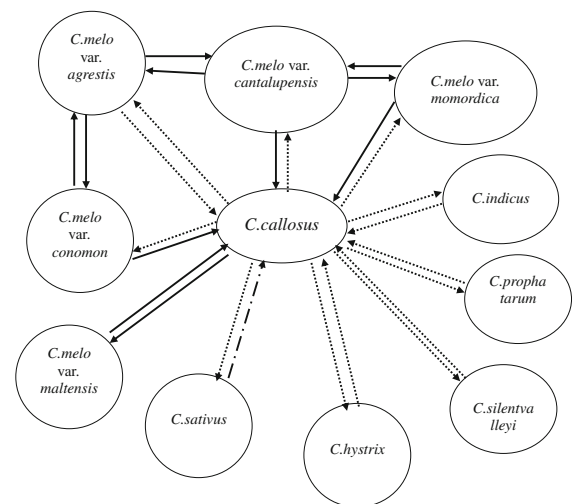 C.melo
var.
agrestis
C.melo var.
cantalupensis
C.melo var.
momordica
C.melo
var.
conomon
C.callosus
C.indicus
C.propha
tarum
C.melo
var.
maltensis
C.sativus
C.hystrix
C.silentva
lleyi